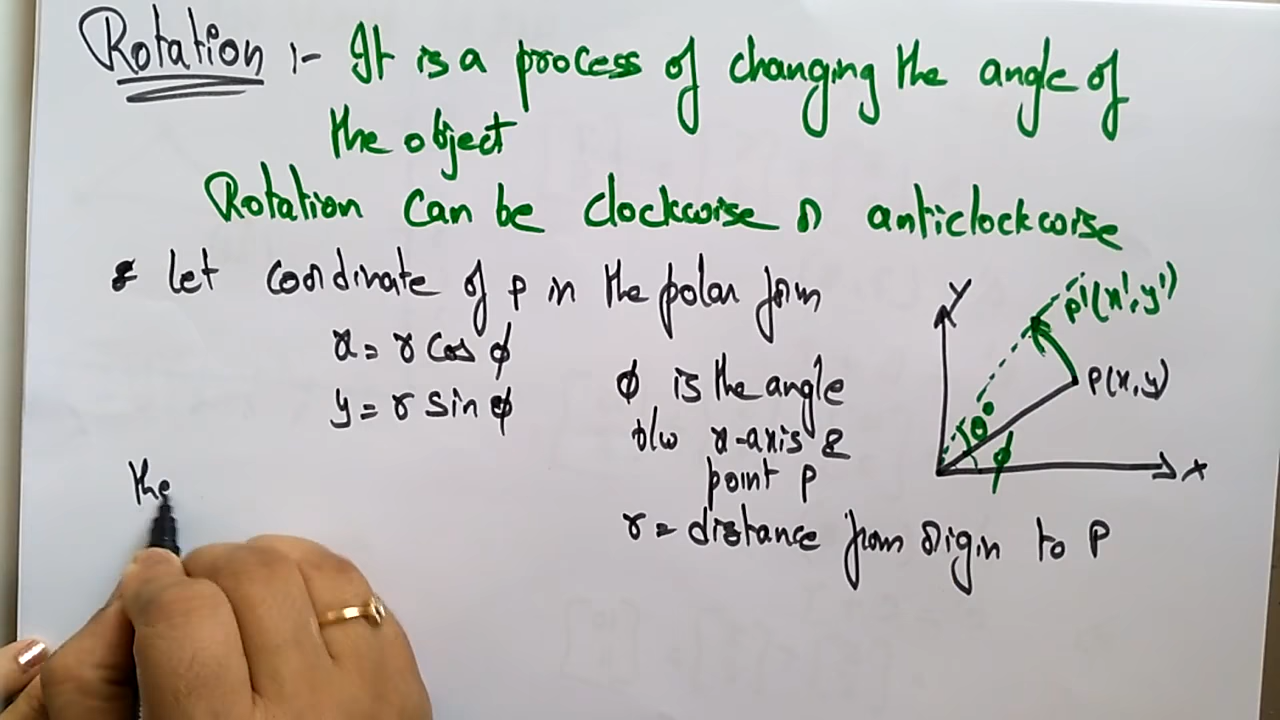 Rotation :- It is a process of changing the angle of
the object
Rotation can be clockwise or anticlockwise
* let coordinate of P in the polar form
x = r cos φ
y = r sin φ
φ is the angle
b/w x-axis &
point P
r = distance from origin to P
the
Y
P'(x', y')
P(x, y)
θ°
φ
X